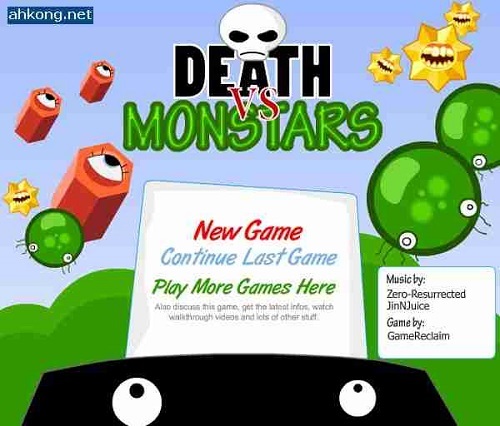 ahkong.net
DEATH
VS
MONSTARS
New Game
Continue Last Game
Play More Games Here
Also discuss this game, get the latest infos, watch
walkthrough videos and lots of other stuff.
Music by:
Zero-Resurrected
JinNJuice
Game by:
GameReclaim